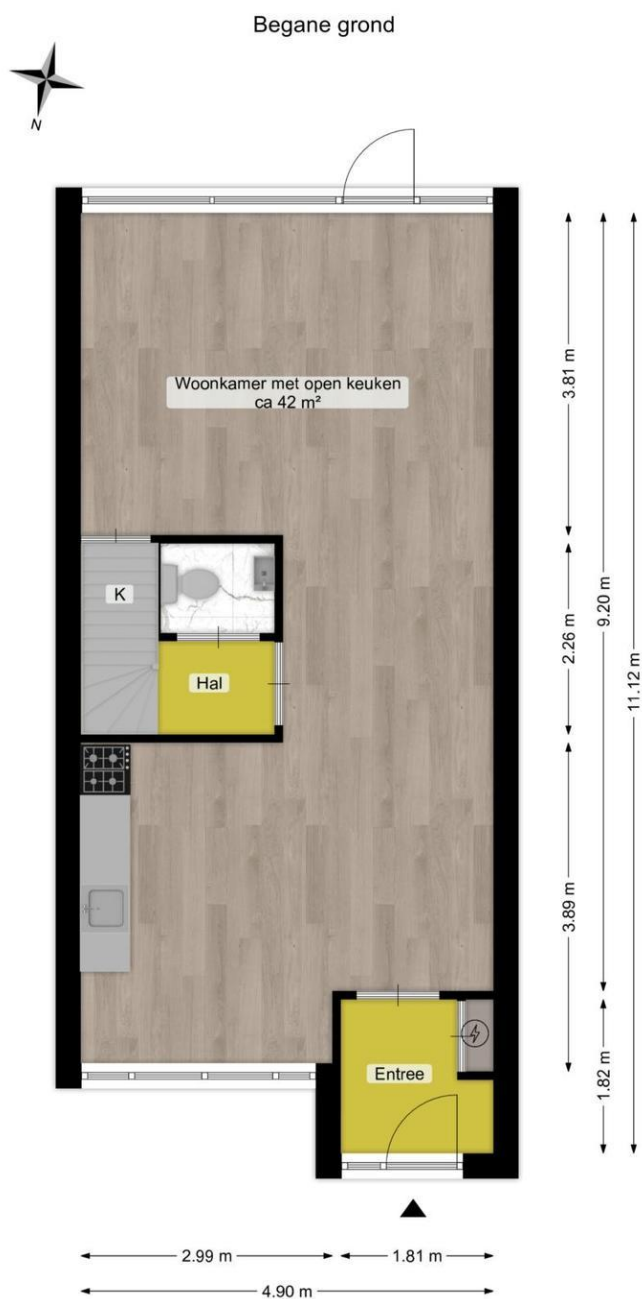 Begane grond
N
Woonkamer met open keuken
ca 42 m²
3.81 m
9.20 m
11.12 m
2.26 m
K
Hal
3.89 m
1.82 m
Entree
2.99 m
1.81 m
4.90 m